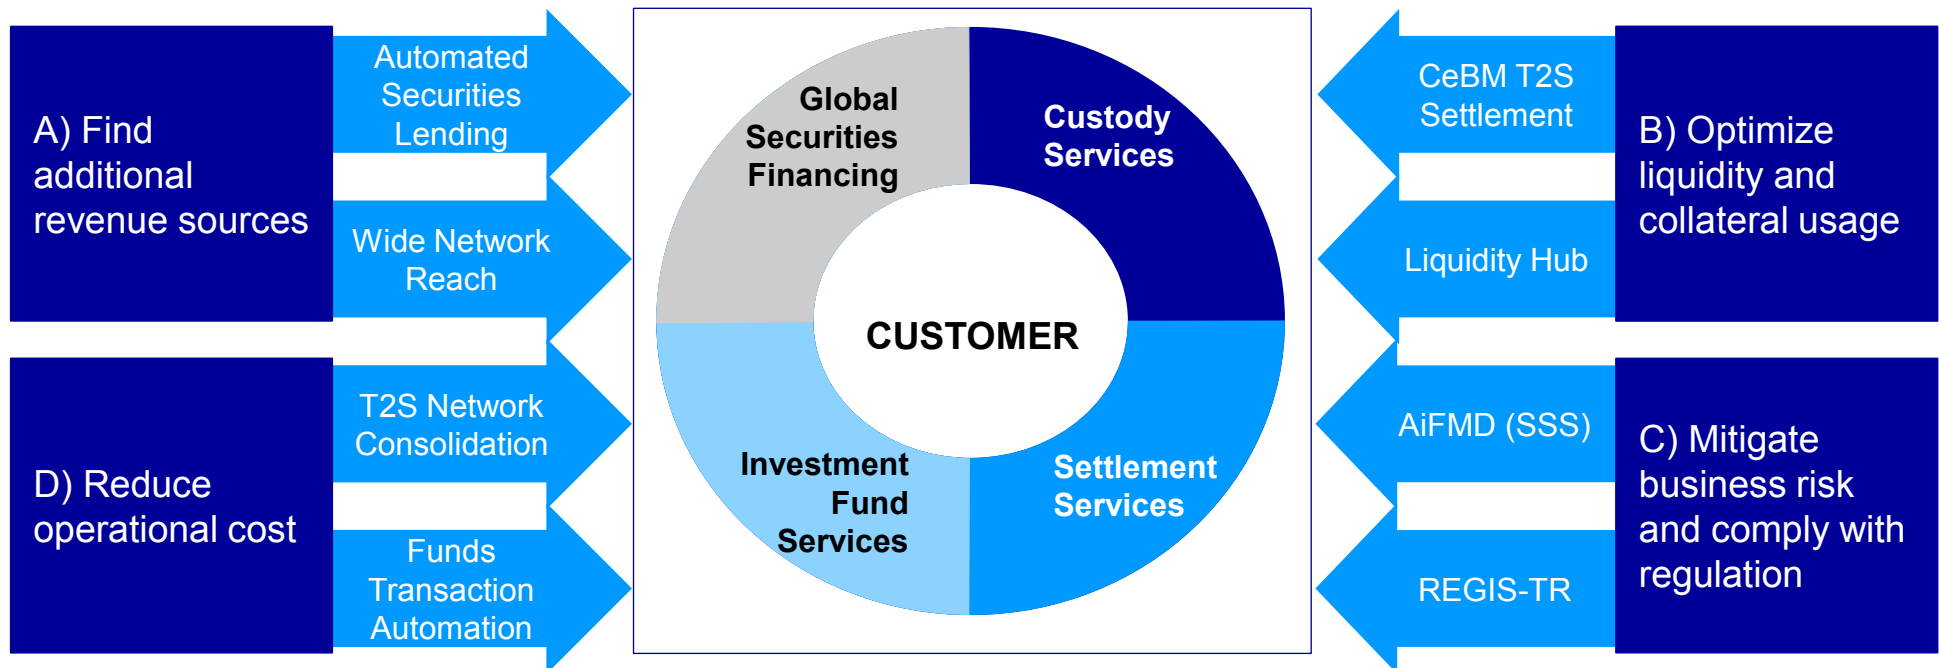 A) Find
additional
revenue sources
Automated
Securities
Lending
Wide Network
Reach
D) Reduce
operational cost
T2S Network
Consolidation
Funds
Transaction
Automation
Global
Securities
Financing
Custody
Services
CUSTOMER
Investment
Fund
Services
Settlement
Services
CeBM T2S
Settlement
Liquidity Hub
B) Optimize
liquidity and
collateral usage
AiFMD (SSS)
REGIS-TR
C) Mitigate
business risk
and comply with
regulation